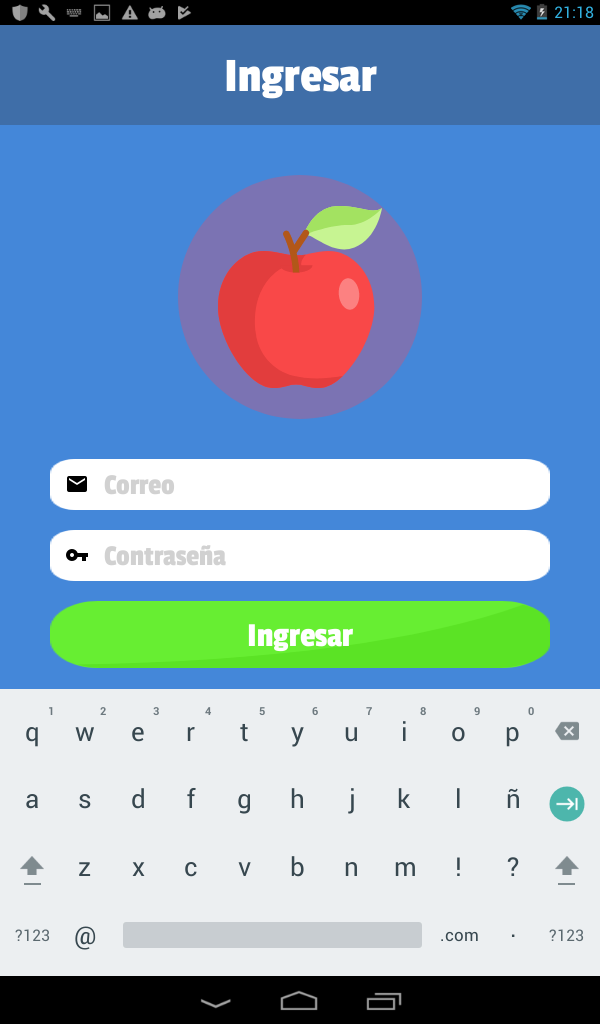 21:18
Ingresar
Correo
Contraseña
Ingresar
1 2 3 4 5 6 7 8 9 0
q w e r t y u i o p
a s d f g h j k l ñ
z x c v b n m ! ?
?123 @ .com . ?123